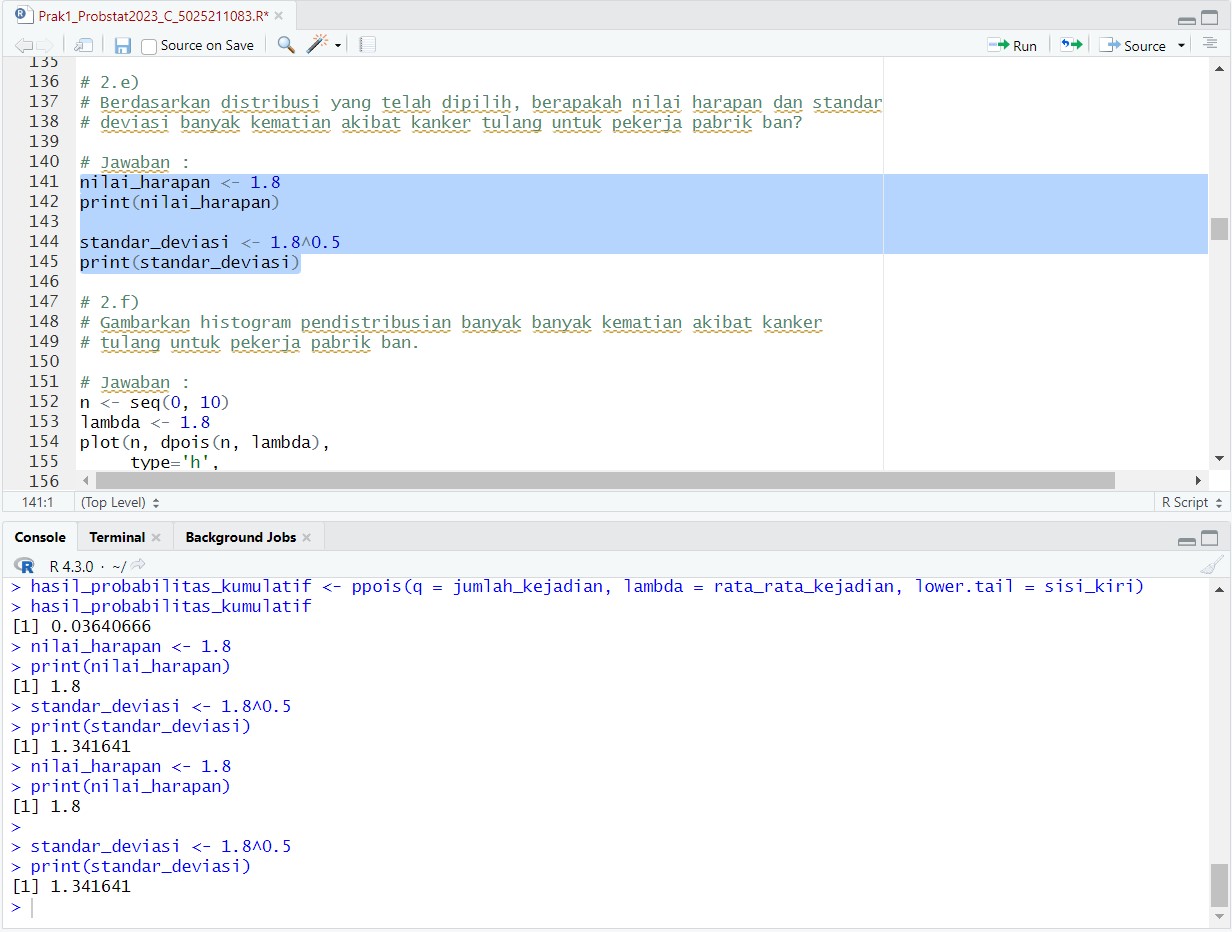 Prak1_Probstat2023_C_5025211083.R*
Source on Save
Run
Source
135
136 # 2.e)
137 # Berdasarkan distribusi yang telah dipilih, berapakah nilai harapan dan standar
138 # deviasi banyak kematian akibat kanker tulang untuk pekerja pabrik ban?
139
140 # Jawaban :
141 nilai_harapan <- 1.8
142 print(nilai_harapan)
143
144 standar_deviasi <- 1.8^0.5
145 print(standar_deviasi)
146
147 # 2.f)
148 # Gambarkan histogram pendistribusian banyak banyak kematian akibat kanker
149 # tulang untuk pekerja pabrik ban.
150
151 # Jawaban :
152 n <- seq(0, 10)
153 lambda <- 1.8
154 plot(n, dpois(n, lambda),
155 type='h',
156
141:1 (Top Level) R Script
Console Terminal Background Jobs
R R 4.3.0 · ~/
> hasil_probabilitas_kumulatif <- ppois(q = jumlah_kejadian, lambda = rata_rata_kejadian, lower.tail = sisi_kiri)
> hasil_probabilitas_kumulatif
[1] 0.03640666
> nilai_harapan <- 1.8
> print(nilai_harapan)
[1] 1.8
> standar_deviasi <- 1.8^0.5
> print(standar_deviasi)
[1] 1.341641
> nilai_harapan <- 1.8
> print(nilai_harapan)
[1] 1.8
>
> standar_deviasi <- 1.8^0.5
> print(standar_deviasi)
[1] 1.341641
>